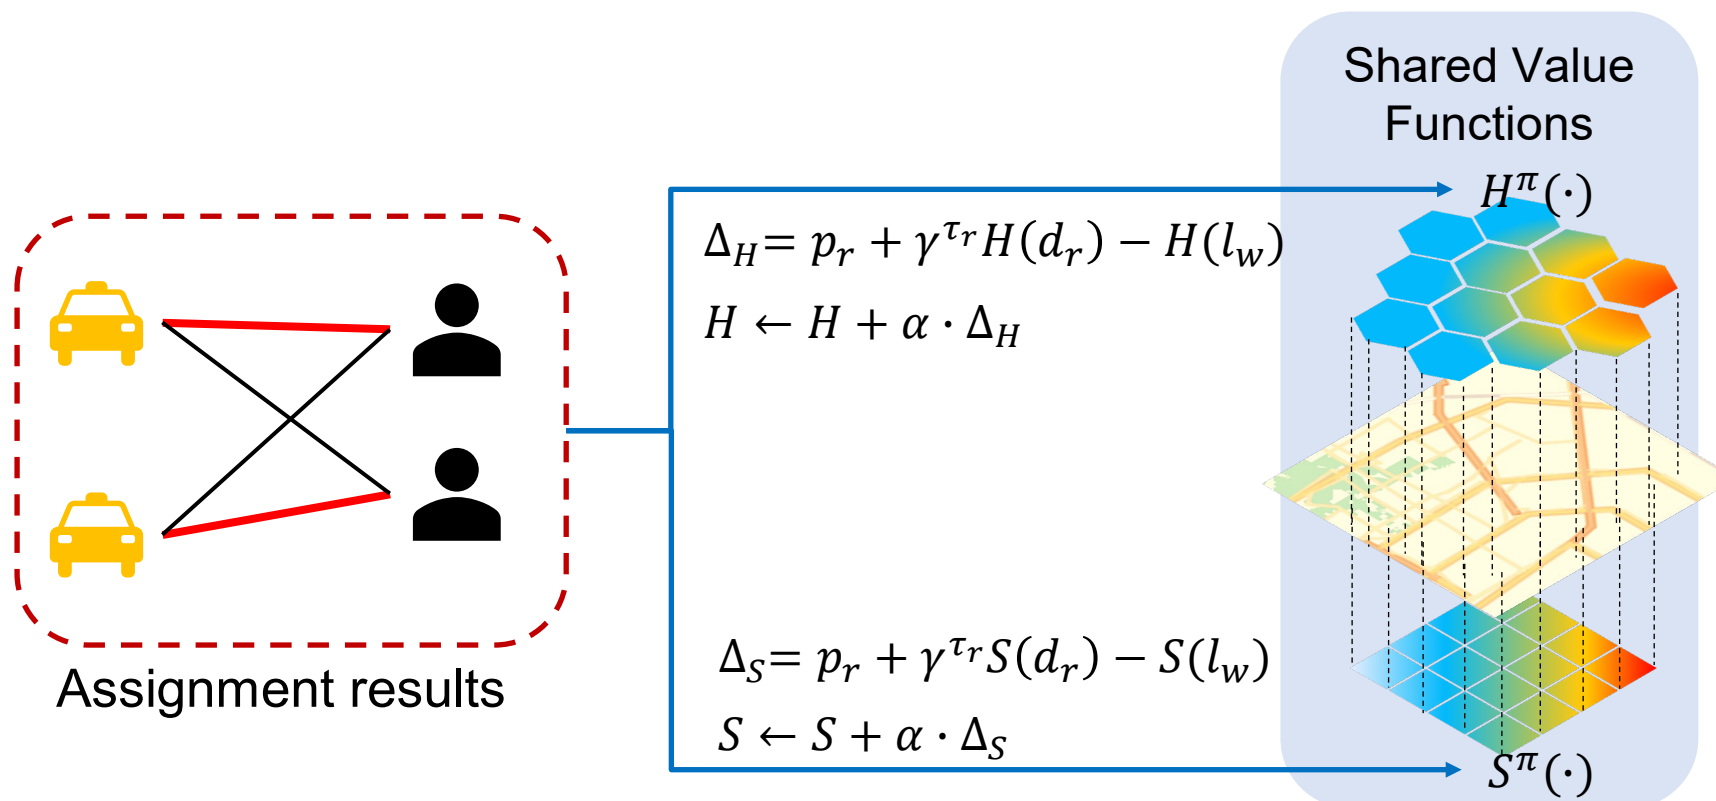 Shared Value
Functions
H^π(·)
Δ_H= p_r + γ^{τ_r}H(d_r) − H(l_w)
H ← H + α · Δ_H
Δ_S= p_r + γ^{τ_r}S(d_r) − S(l_w)
S ← S + α · Δ_S
S^π(·)
Assignment results